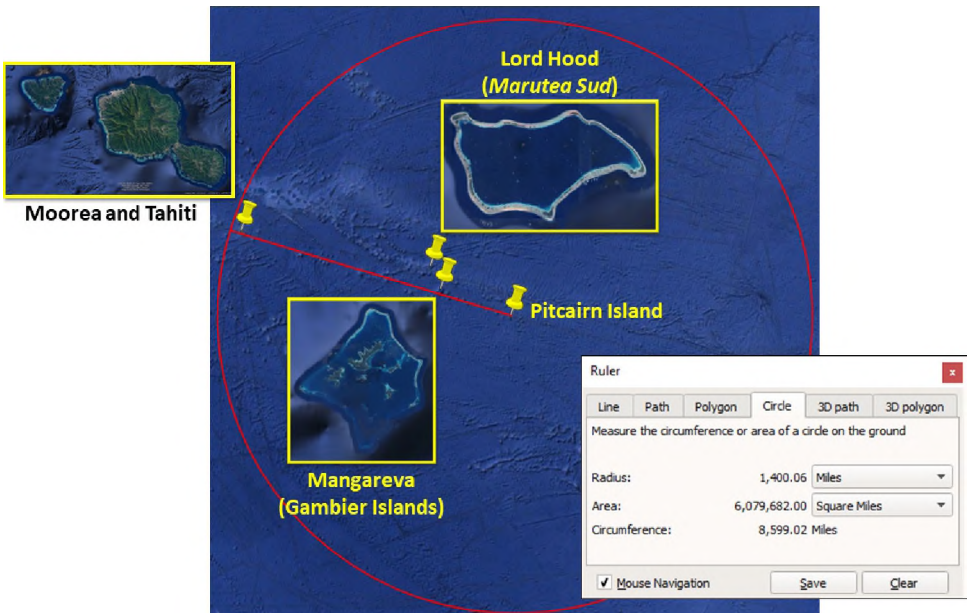 Lord Hood
(Marutea Sud)
Moorea and Tahiti
Pitcairn Island
Mangareva
(Gambier Islands)
Ruler
x
Line Path Polygon Circle 3D path 3D polygon
Measure the circumference or area of a circle on the ground
Radius: 1,400.06 Miles
Area: 6,079,682.00 Square Miles
Circumference: 8,599.02 Miles
Mouse Navigation Save Clear